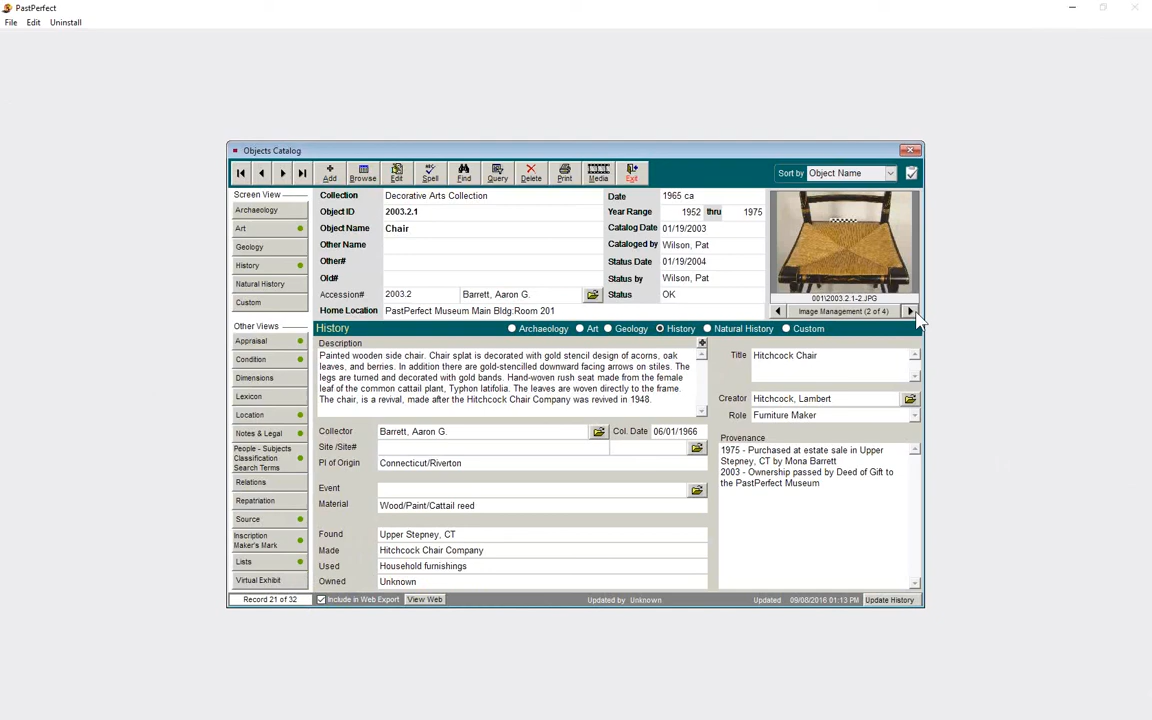 PastPerfect
File Edit Uninstall
Objects Catalog
Add Browse Edit Spell Find Query Delete Print Media Exit
Sort by Object Name
Screen View
Archaeology
Art
Geology
History
Natural History
Custom
Other Views
Appraisal
Condition
Dimensions
Lexicon
Location
Notes & Legal
People - Subjects
Classification
Search Terms
Relations
Repatriation
Source
Inscription
Maker's Mark
Lists
Virtual Exhibit
Collection Decorative Arts Collection
Object ID 2003.2.1
Object Name Chair
Other Name
Other#
Old#
Accession# 2003.2 Barrett, Aaron G.
Home Location PastPerfect Museum Main Bldg:Room 201
Date 1965 ca
Year Range 1952 thru 1975
Catalog Date 01/19/2003
Cataloged by Wilson, Pat
Status Date 01/19/2004
Status by Wilson, Pat
Status OK
001\2003.2.1-2.JPG
Image Management (2 of 4)
History Archaeology Art Geology History Natural History Custom
Description
Painted wooden side chair. Chair splat is decorated with gold stencil design of acorns, oak
leaves, and berries. In addition there are gold-stencilled downward facing arrows on stiles. The
legs are turned and decorated with gold bands. Hand-woven rush seat made from the female
leaf of the common cattail plant, Typhon latifolia. The leaves are woven directly to the frame.
The chair, is a revival, made after the Hitchcock Chair Company was revived in 1948.
Collector Barrett, Aaron G. Col. Date 06/01/1966
Site /Site#
Pl of Origin Connecticut/Riverton
Event
Material Wood/Paint/Cattail reed
Found Upper Stepney, CT
Made Hitchcock Chair Company
Used Household furnishings
Owned Unknown
Title Hitchcock Chair
Creator Hitchcock, Lambert
Role Furniture Maker
Provenance
1975 - Purchased at estate sale in Upper
Stepney, CT by Mona Barrett
2003 - Ownership passed by Deed of Gift to
the PastPerfect Museum
Record 21 of 32 Include in Web Export View Web Updated by Unknown Updated 09/08/2016 01:13 PM Update History